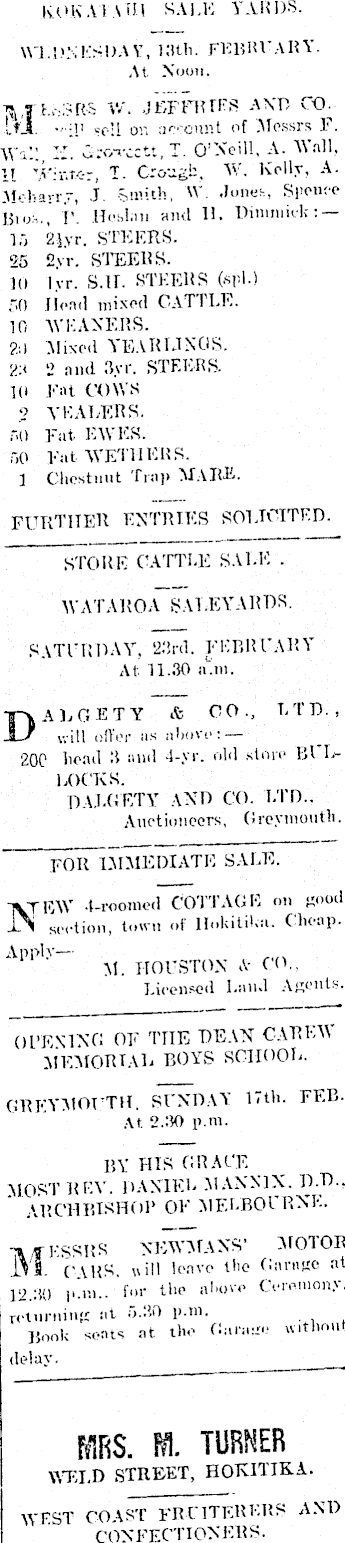 KOKATAHI SALE YARDS.
WEDNESDAY, 13th. FEBRUARY.
At Noon.
MESSRS W. JEFFRIES AND CO.
will sell on account of Messrs F.
Wall, H. Growcott, T. O'Neill, A. Wall,
H. Winter, T. Crough, W. Kelly, A.
Meharry, J. Smith, W. Jones, Spence
Bros., P. Heslan and H. Dimmick:—
15 2½yr. STEERS.
25 2yr. STEERS.
10 1yr. S.H. STEERS (spl.)
50 Head mixed CATTLE.
16 WEANERS.
Mixed YEARLINGS.
2 and 3yr. STEERS.
10 Fat COWS
2 VEALERS.
50 Fat EWES.
50 Fat WETHERS.
1 Chestnut Trap MARE.
FURTHER ENTRIES SOLICITED.
STORE CATTLE SALE .
WATAROA SALEYARDS.
SATURDAY, 23rd. FEBRUARY
At 11.30 a.m.
DALGETY & CO., LTD.,
will offer as above:—
200 head 3 and 4-yr. old store BUL-
LOCKS.
DALGETY AND CO. LTD.,
Auctioneers, Greymouth.
FOR IMMEDIATE SALE.
NEW 4-roomed COTTAGE on good
section, town of Hokitika. Cheap.
Apply—
M. HOUSTON & CO.,
Licensed Land Agents.
OPENING OF THE DEAN CAREW
MEMORIAL BOYS SCHOOL.
GREYMOUTH, SUNDAY 17th. FEB.
At 2.30 p.m.
BY HIS GRACE
MOST REV. DANIEL MANNIX, D.D.,
ARCHBISHOP OF MELBOURNE.
MESSRS NEWMANS' MOTOR
CARS, will leave the Garage at
12.30 p.m.. for the above Ceremony,
returning at 5.30 p.m.
Book seats at the Garage without
delay.
MRS. M. TURNER
WELD STREET, HOKITIKA.
WEST COAST FRUITERERS AND
CONFECTIONERS.